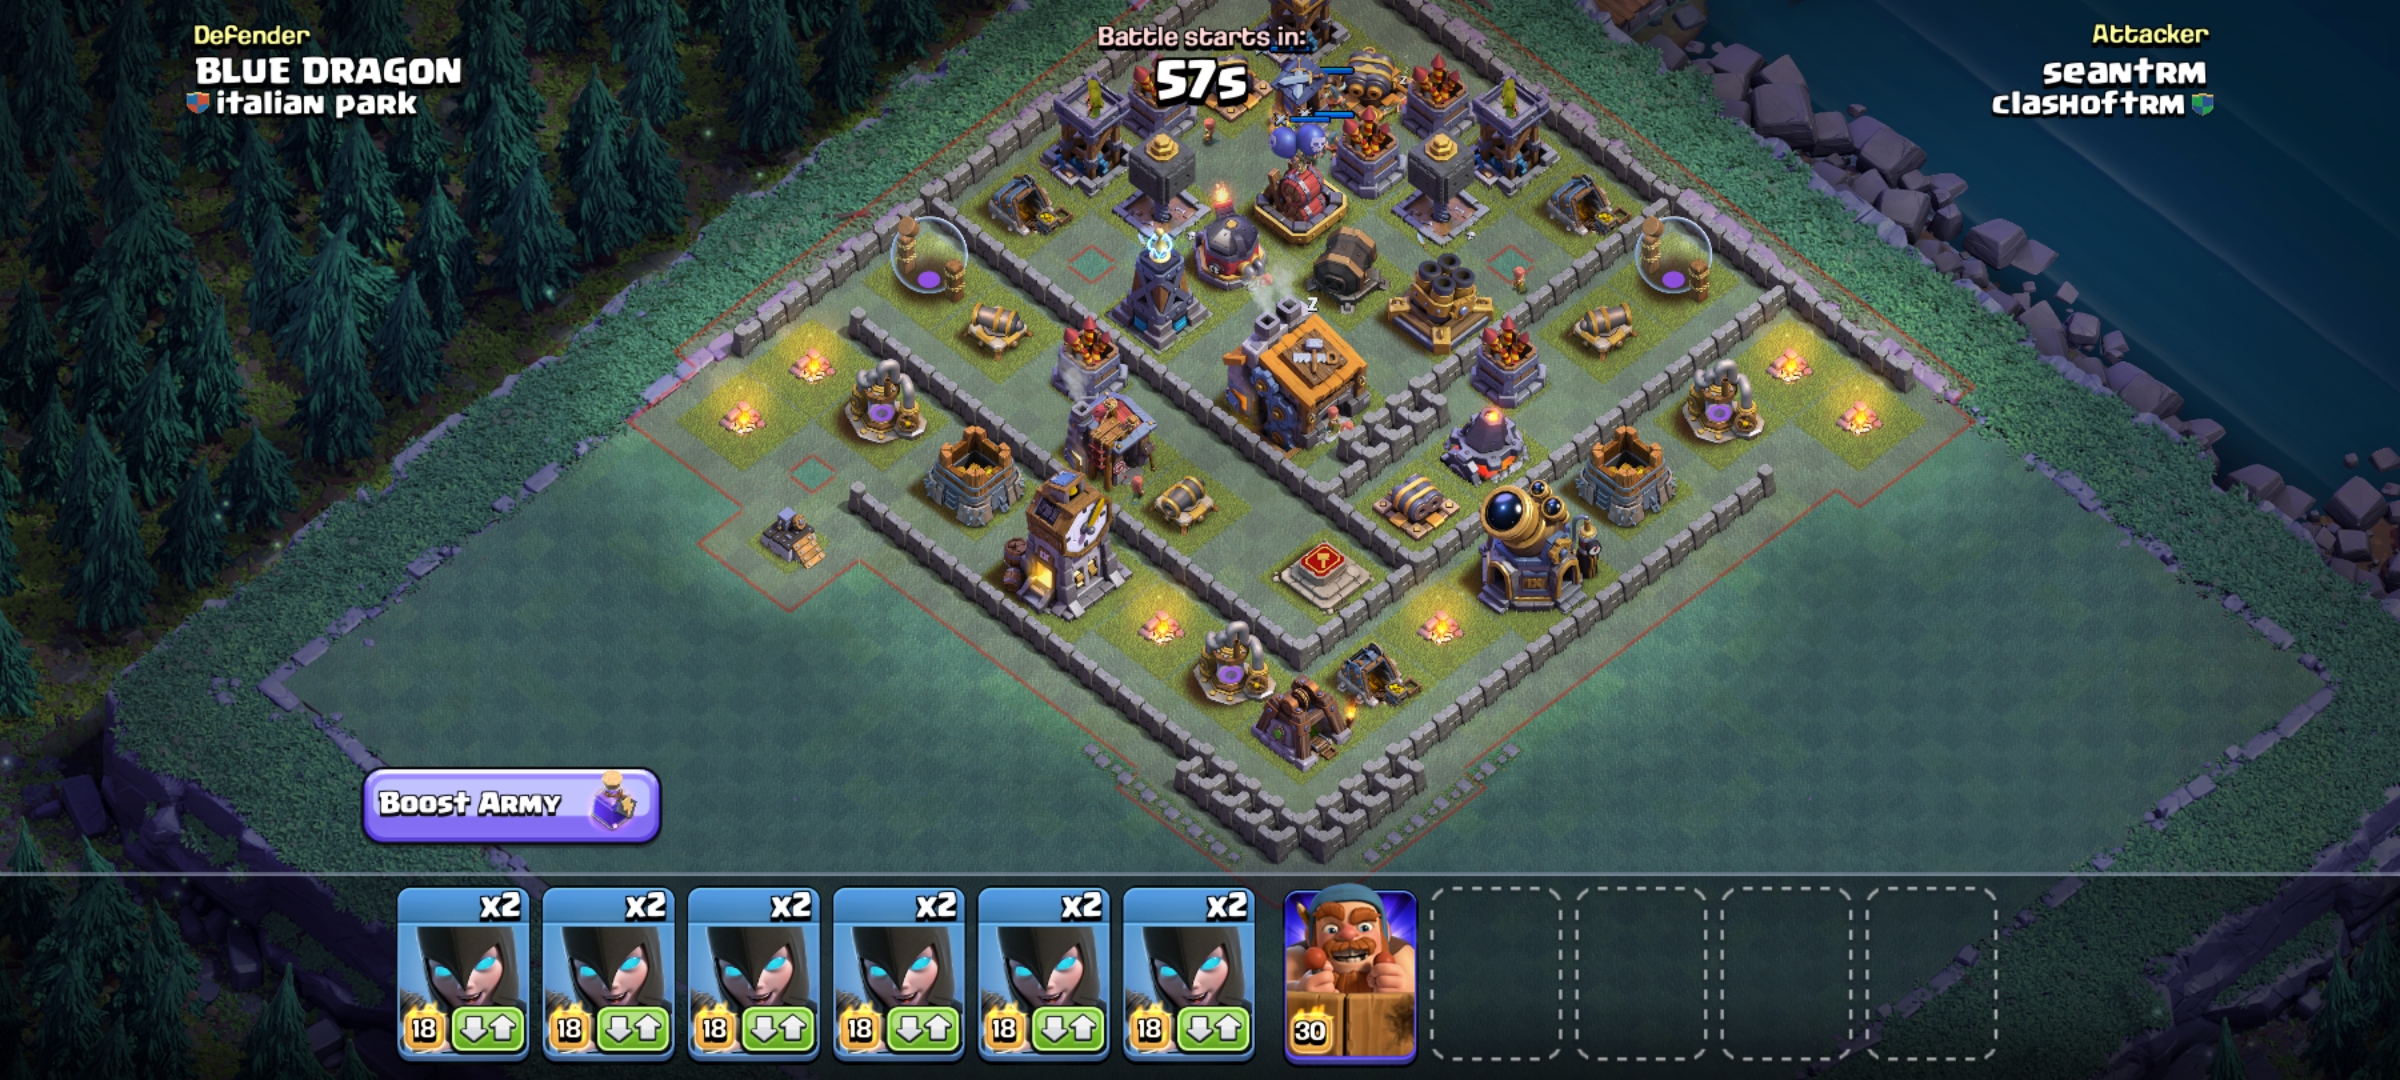 Defender
BLUE DRAGON
italian park
Battle starts in:
57s
Attacker
seantRM
clashoftRM
z
z
Boost Army
x2
x2
x2
x2
x2
x2
18
18
18
18
18
18
30